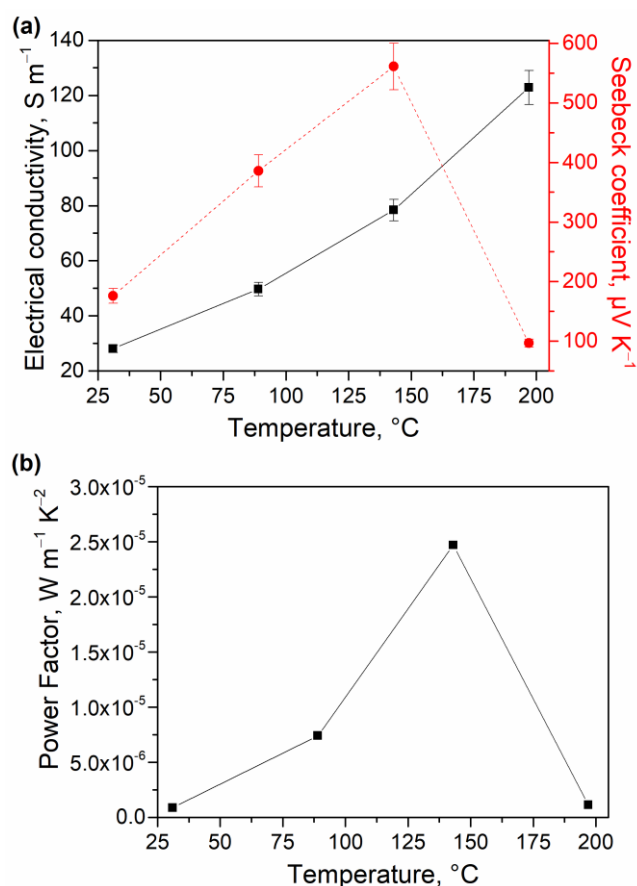 (a)
140
120
100
80
60
40
20
Electrical conductivity, S m⁻¹
600
500
400
300
200
100
Seebeck coefficient, µV K⁻¹
25 50 75 100 125 150 175 200
Temperature, °C
(b)
3.0x10⁻⁵
2.5x10⁻⁵
2.0x10⁻⁵
1.5x10⁻⁵
1.0x10⁻⁵
5.0x10⁻⁶
0.0
Power Factor, W m⁻¹ K⁻²
25 50 75 100 125 150 175 200
Temperature, °C